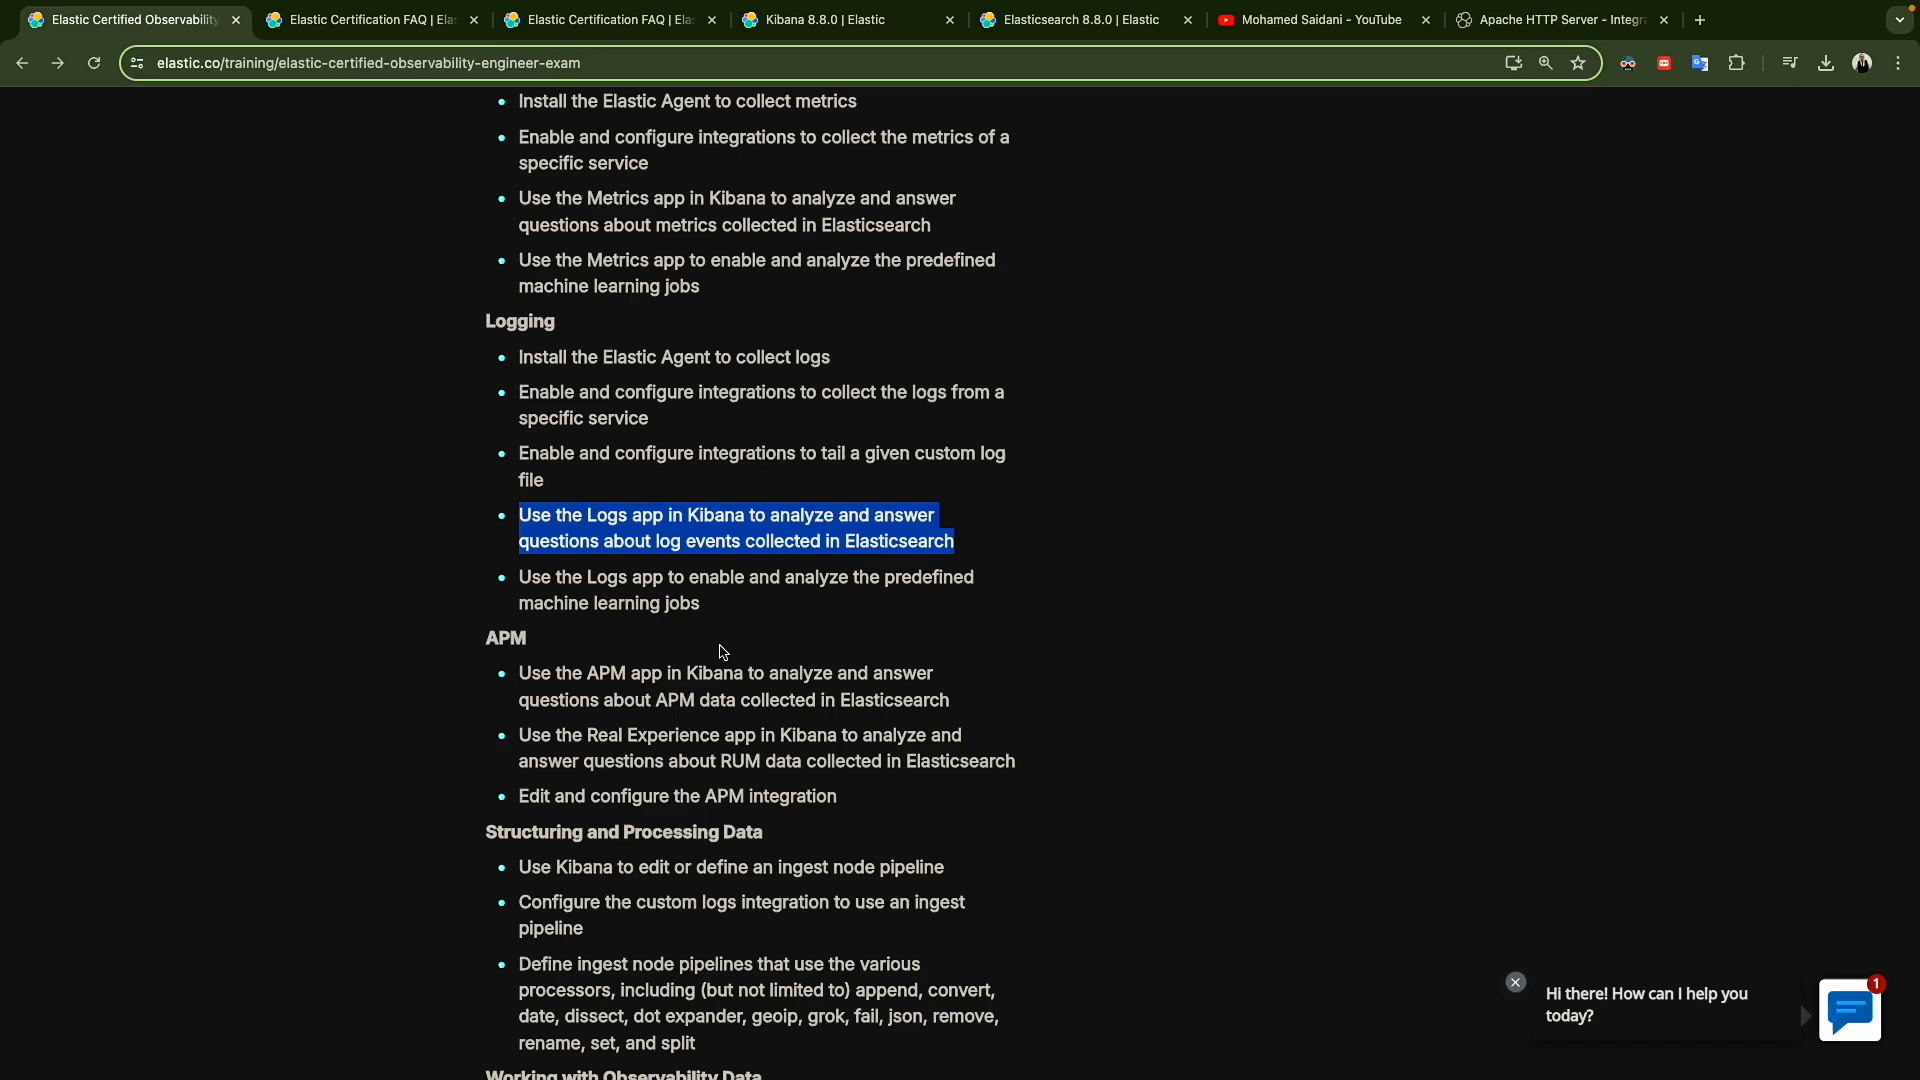 Elastic Certified Observability
Elastic Certification FAQ | Ela
Elastic Certification FAQ | Ela
Kibana 8.8.0 | Elastic
Elasticsearch 8.8.0 | Elastic
Mohamed Saidani - YouTube
Apache HTTP Server - Integra
elastic.co/training/elastic-certified-observability-engineer-exam
• Install the Elastic Agent to collect metrics
• Enable and configure integrations to collect the metrics of a
specific service
• Use the Metrics app in Kibana to analyze and answer
questions about metrics collected in Elasticsearch
• Use the Metrics app to enable and analyze the predefined
machine learning jobs
Logging
• Install the Elastic Agent to collect logs
• Enable and configure integrations to collect the logs from a
specific service
• Enable and configure integrations to tail a given custom log
file
• Use the Logs app in Kibana to analyze and answer
questions about log events collected in Elasticsearch
• Use the Logs app to enable and analyze the predefined
machine learning jobs
APM
• Use the APM app in Kibana to analyze and answer
questions about APM data collected in Elasticsearch
• Use the Real Experience app in Kibana to analyze and
answer questions about RUM data collected in Elasticsearch
• Edit and configure the APM integration
Structuring and Processing Data
• Use Kibana to edit or define an ingest node pipeline
• Configure the custom logs integration to use an ingest
pipeline
• Define ingest node pipelines that use the various
processors, including (but not limited to) append, convert,
date, dissect, dot expander, geoip, grok, fail, json, remove,
rename, set, and split
Working with Observability Data
Hi there! How can I help you
today?
1